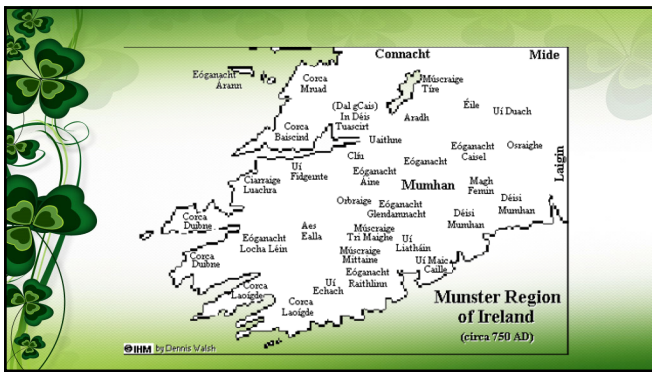 Connacht
Mide
Eóganacht
Árann
Corca
Mruad
Múscraige
Tíre
(Dal gCais)
In Déis
Tuascirt
Aradh
Éile
Uí Duach
Corca
Baiscind
Uaithne
Osraighe
Clíu
Eóganacht
Eóganacht
Caisel
Laigin
Uí
Fidgeinte
Ciarraige
Luachra
Eóganacht
Áine
Mumhan
Magh
Femin
Orbraige
Eóganacht
Glendamnacht
Déisi
Mumhan
Déisi
Mumhan
Corca
Duibne
Aes
Ealla
Múscraige
Trí Maighe
Eóganacht
Locha Léin
Uí
Liatháin
Múscraige
Mittaine
Corca
Duibne
Uí Maic
Caille
Eóganacht
Raithlinn
Corca
Laoígde
Uí
Echach
Corca
Laoígde
Munster Region
of Ireland
(circa 750 AD)
©IHM by Dennis Walsh